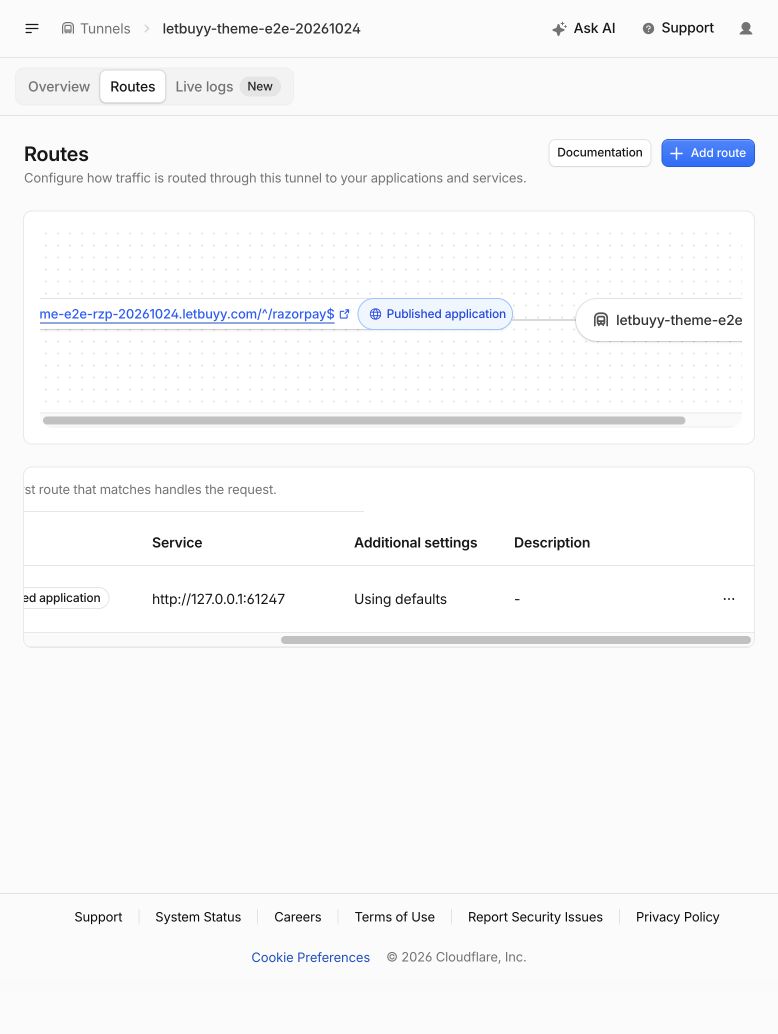 Tunnels > letbuyy-theme-e2e-20261024 Ask AI Support
Overview Routes Live logs New
Routes
Documentation + Add route
Configure how traffic is routed through this tunnel to your applications and services.
me-e2e-rzp-20261024.letbuyy.com/^/razorpay$ Published application letbuyy-theme-e2e
st route that matches handles the request.
Service Additional settings Description
ed application http://127.0.0.1:61247 Using defaults - ...
Support System Status Careers Terms of Use Report Security Issues Privacy Policy
Cookie Preferences © 2026 Cloudflare, Inc.